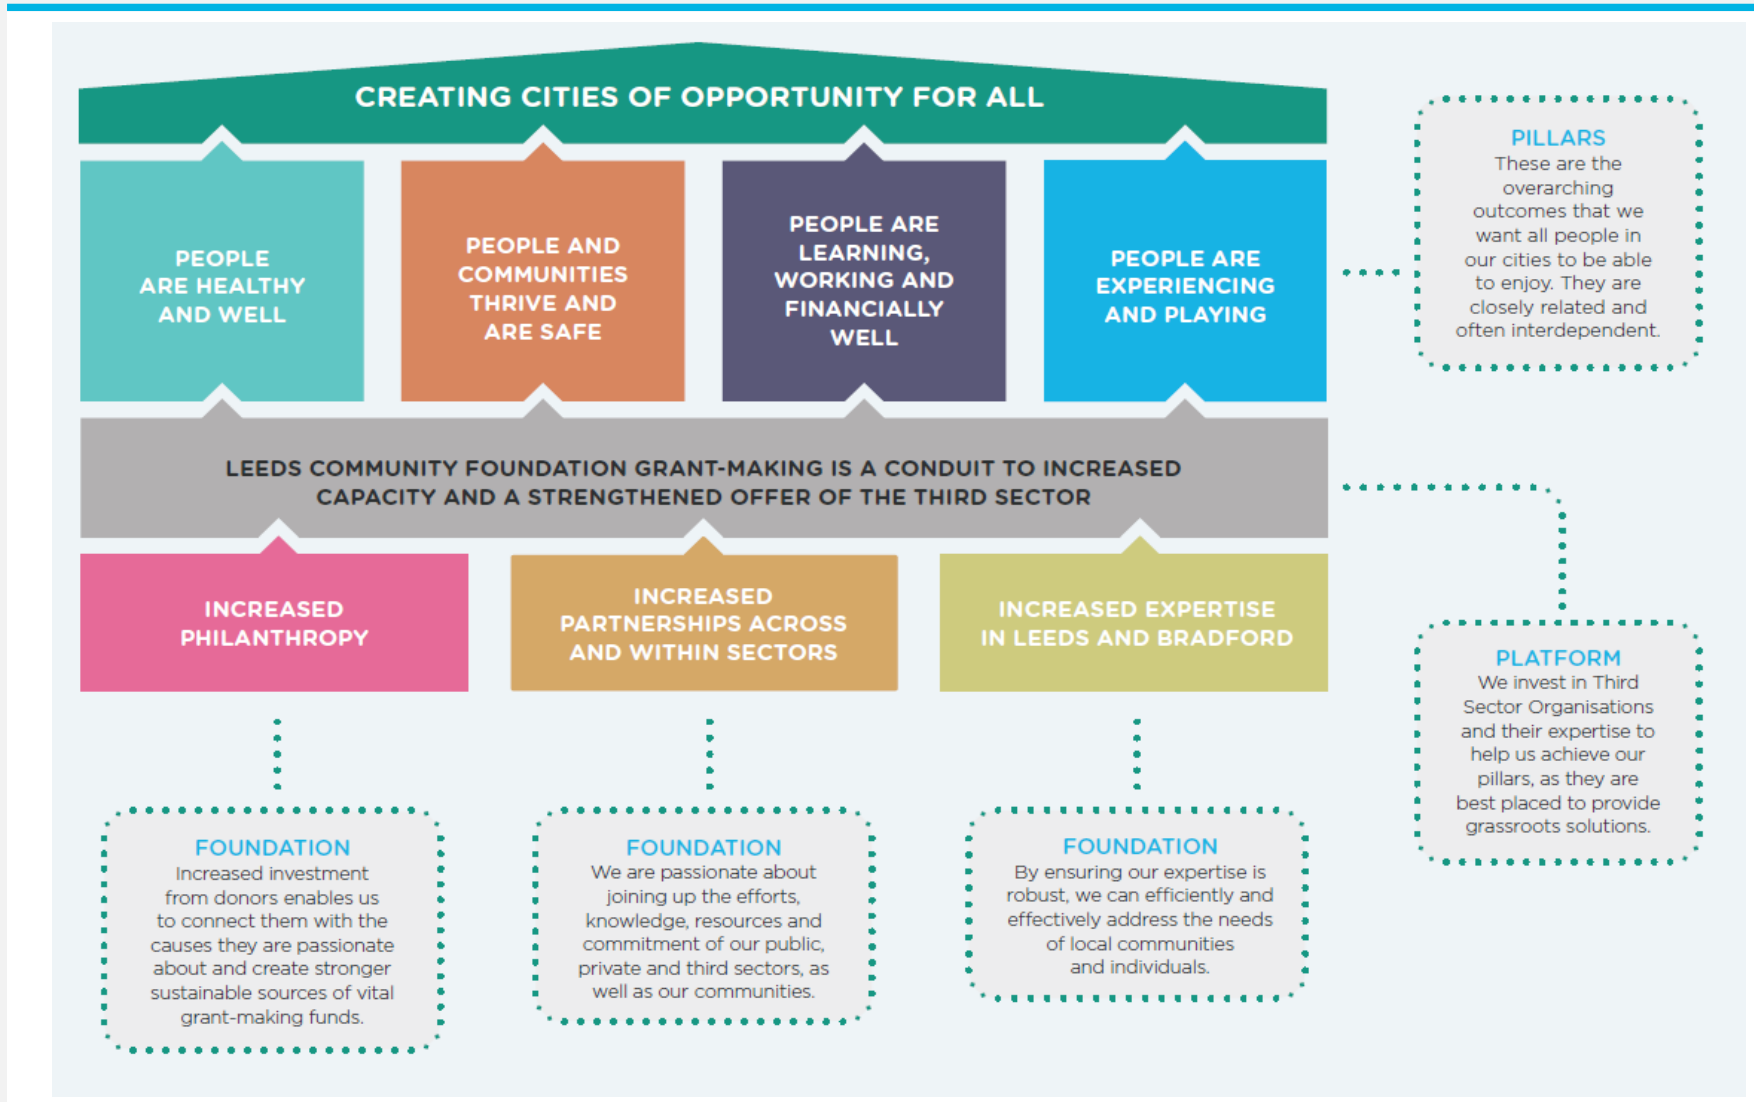 CREATING CITIES OF OPPORTUNITY FOR ALL
PEOPLE
ARE HEALTHY
AND WELL
PEOPLE AND
COMMUNITIES
THRIVE AND
ARE SAFE
PEOPLE ARE
LEARNING,
WORKING AND
FINANCIALLY
WELL
PEOPLE ARE
EXPERIENCING
AND PLAYING
PILLARS
These are the
overarching
outcomes that we
want all people in
our cities to be able
to enjoy. They are
closely related and
often interdependent.
LEEDS COMMUNITY FOUNDATION GRANT-MAKING IS A CONDUIT TO INCREASED
CAPACITY AND A STRENGTHENED OFFER OF THE THIRD SECTOR
INCREASED
PHILANTHROPY
INCREASED
PARTNERSHIPS ACROSS
AND WITHIN SECTORS
INCREASED EXPERTISE
IN LEEDS AND BRADFORD
PLATFORM
We invest in Third
Sector Organisations
and their expertise to
help us achieve our
pillars, as they are
best placed to provide
grassroots solutions.
FOUNDATION
Increased investment
from donors enables us
to connect them with the
causes they are passionate
about and create stronger
sustainable sources of vital
grant-making funds.
FOUNDATION
We are passionate about
joining up the efforts,
knowledge, resources and
commitment of our public,
private and third sectors, as
well as our communities.
FOUNDATION
By ensuring our expertise is
robust, we can efficiently and
effectively address the needs
of local communities
and individuals.